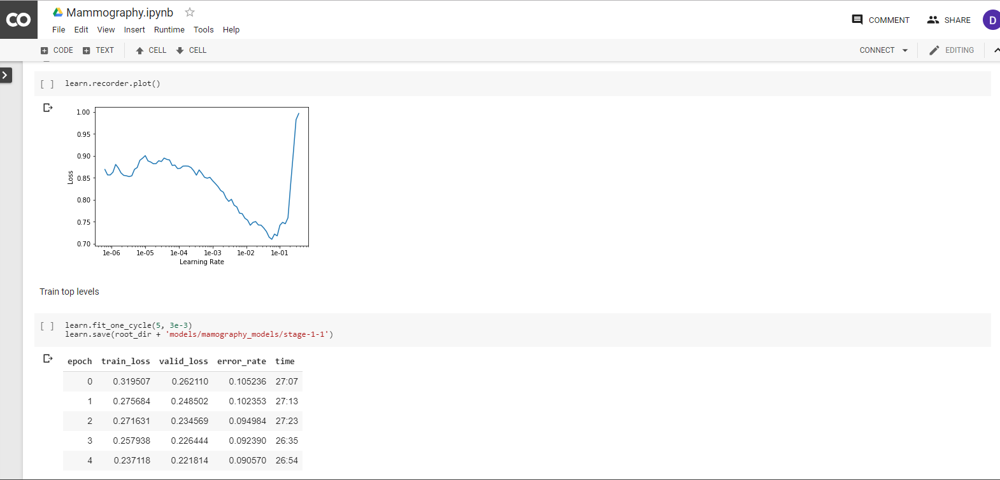 CO Mammography.ipynb
COMMENT SHARE D
File Edit View Insert Runtime Tools Help
CODE TEXT CELL CELL
CONNECT EDITING
[ ] learn.recorder.plot()
1.00
0.95
0.90
0.85
0.80
0.75
0.70
Loss
1e-06 1e-05 1e-04 1e-03 1e-02 1e-01
Learning Rate
Train top levels
[ ] learn.fit_one_cycle(5, 3e-3)
learn.save(root_dir + 'models/mamography_models/stage-1-1')
epoch train_loss valid_loss error_rate time
0 0.319507 0.262110 0.105236 27:07
1 0.275684 0.248502 0.102353 27:13
2 0.271631 0.234569 0.094984 27:23
3 0.257938 0.226444 0.092390 26:35
4 0.237118 0.221814 0.090570 26:54